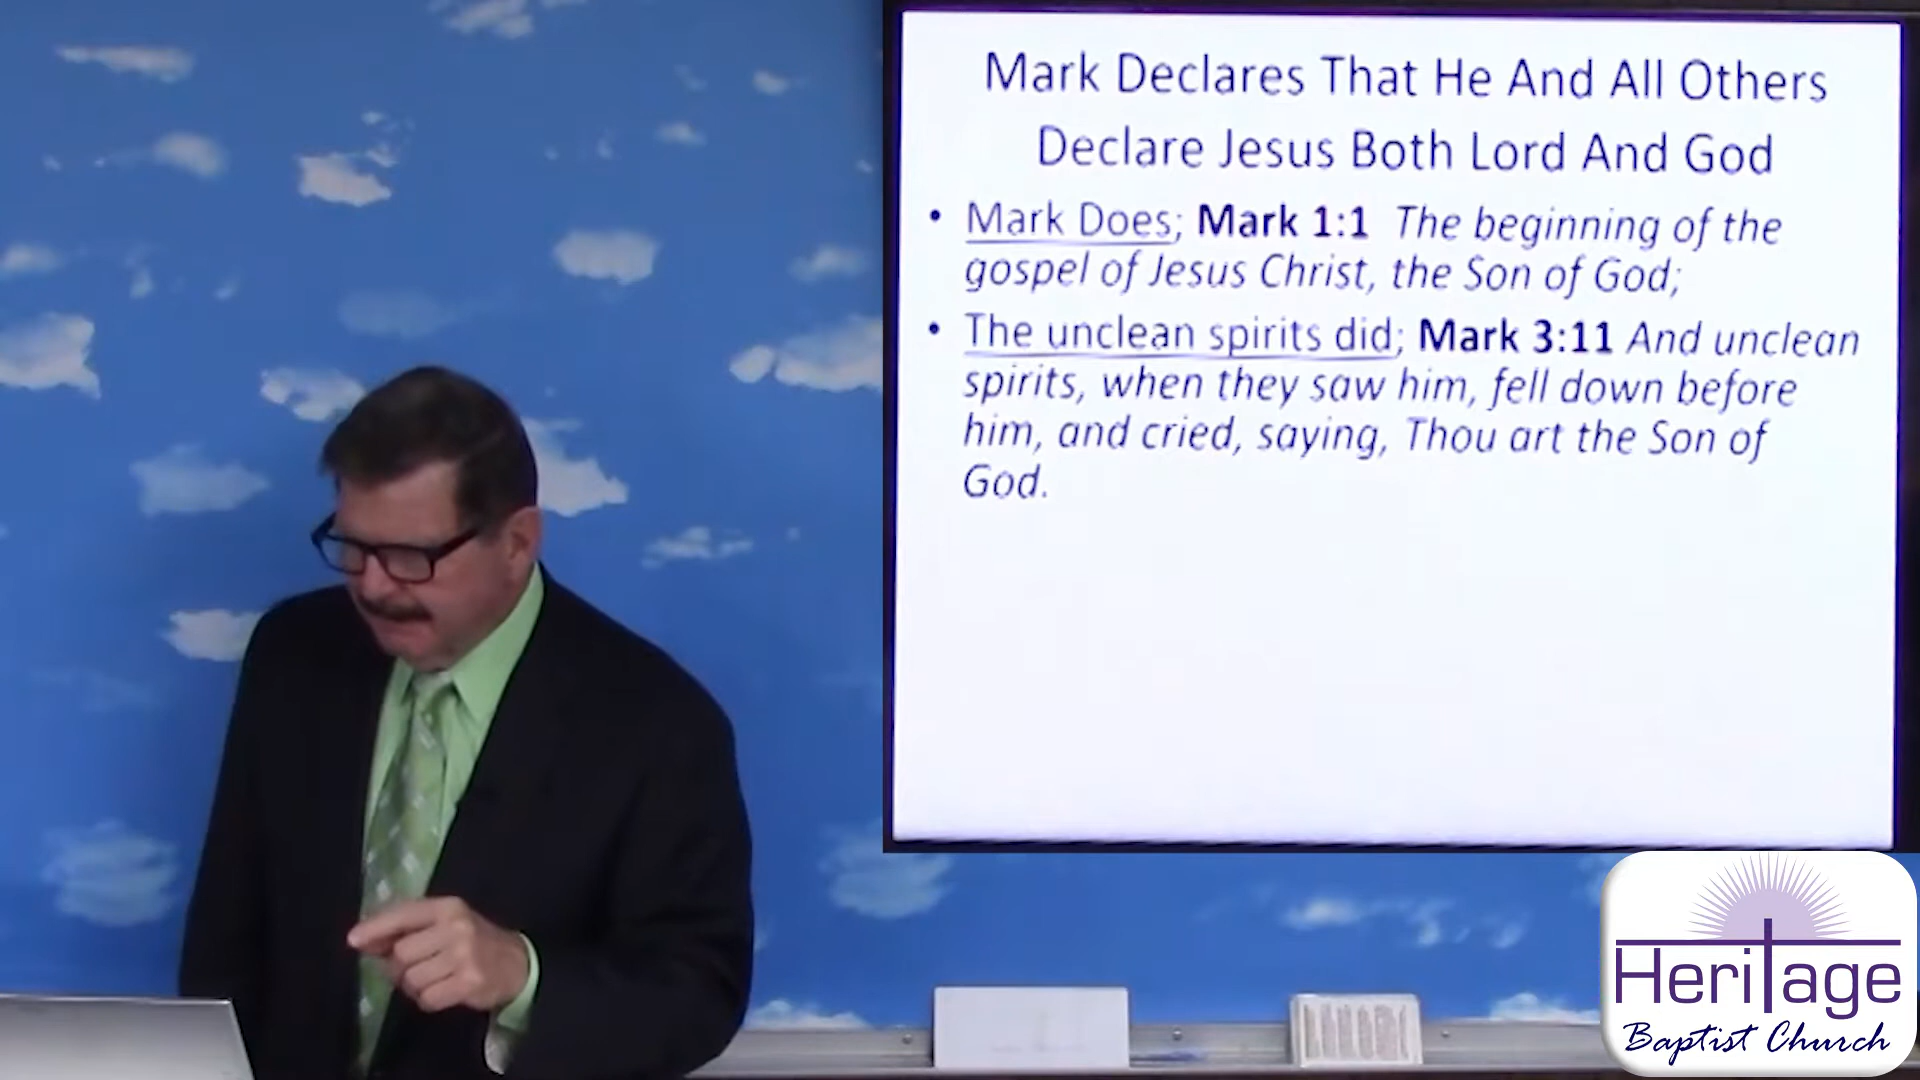 Mark Declares That He And All Others
Declare Jesus Both Lord And God
• Mark Does; Mark 1:1 The beginning of the
gospel of Jesus Christ, the Son of God;
• The unclean spirits did; Mark 3:11 And unclean
spirits, when they saw him, fell down before
him, and cried, saying, Thou art the Son of
God.
Heritage
Baptist Church